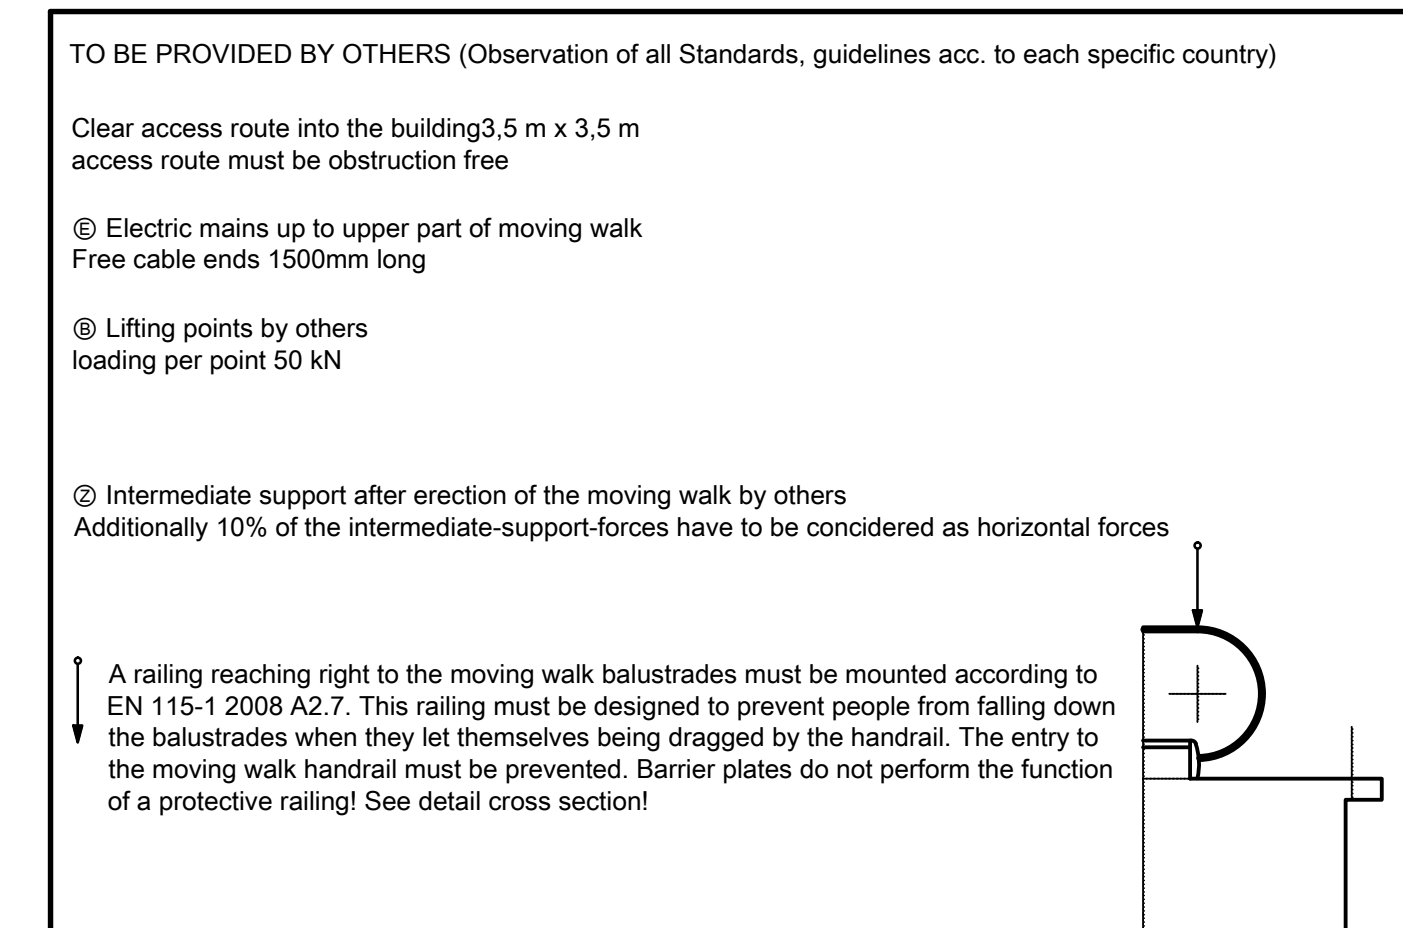 TO BE PROVIDED BY OTHERS (Observation of all Standards, guidelines acc. to each specific country)
Clear access route into the building3,5 m x 3,5 m
access route must be obstruction free
Ⓔ Electric mains up to upper part of moving walk
Free cable ends 1500mm long
Ⓑ Lifting points by others
loading per point 50 kN
Ⓩ Intermediate support after erection of the moving walk by others
Additionally 10% of the intermediate-support-forces have to be concidered as horizontal forces
A railing reaching right to the moving walk balustrades must be mounted according to
EN 115-1 2008 A2.7. This railing must be designed to prevent people from falling down
the balustrades when they let themselves being dragged by the handrail. The entry to
the moving walk handrail must be prevented. Barrier plates do not perform the function
of a protective railing! See detail cross section!